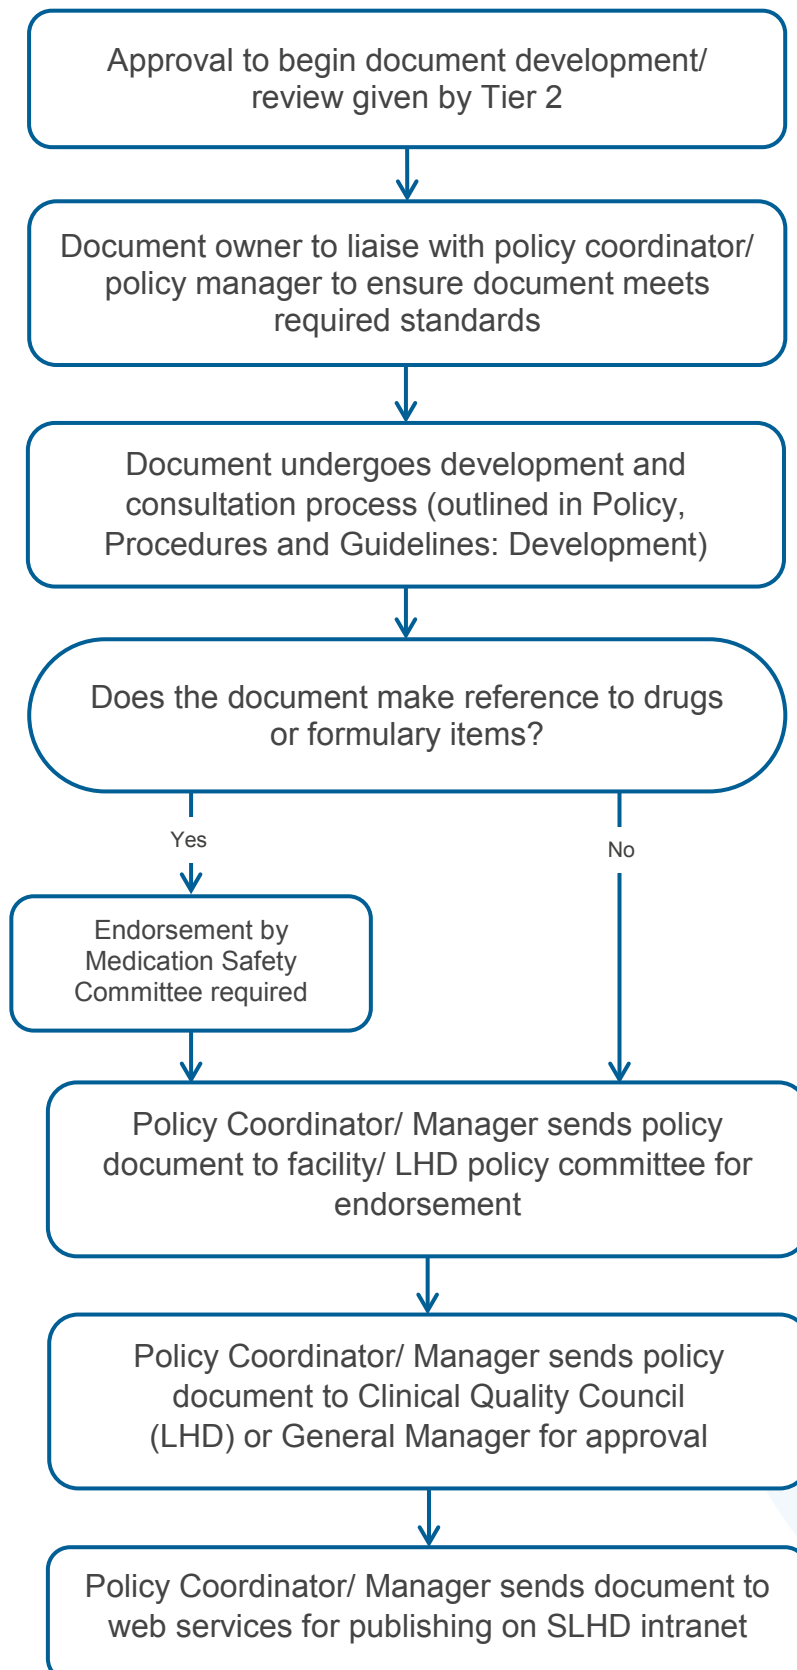 Approval to begin document development/
review given by Tier 2
Document owner to liaise with policy coordinator/
policy manager to ensure document meets
required standards
Document undergoes development and
consultation process (outlined in Policy,
Procedures and Guidelines: Development)
Does the document make reference to drugs
or formulary items?
Yes
No
Endorsement by
Medication Safety
Committee required
Policy Coordinator/ Manager sends policy
document to facility/ LHD policy committee for
endorsement
Policy Coordinator/ Manager sends policy
document to Clinical Quality Council
(LHD) or General Manager for approval
Policy Coordinator/ Manager sends document to
web services for publishing on SLHD intranet